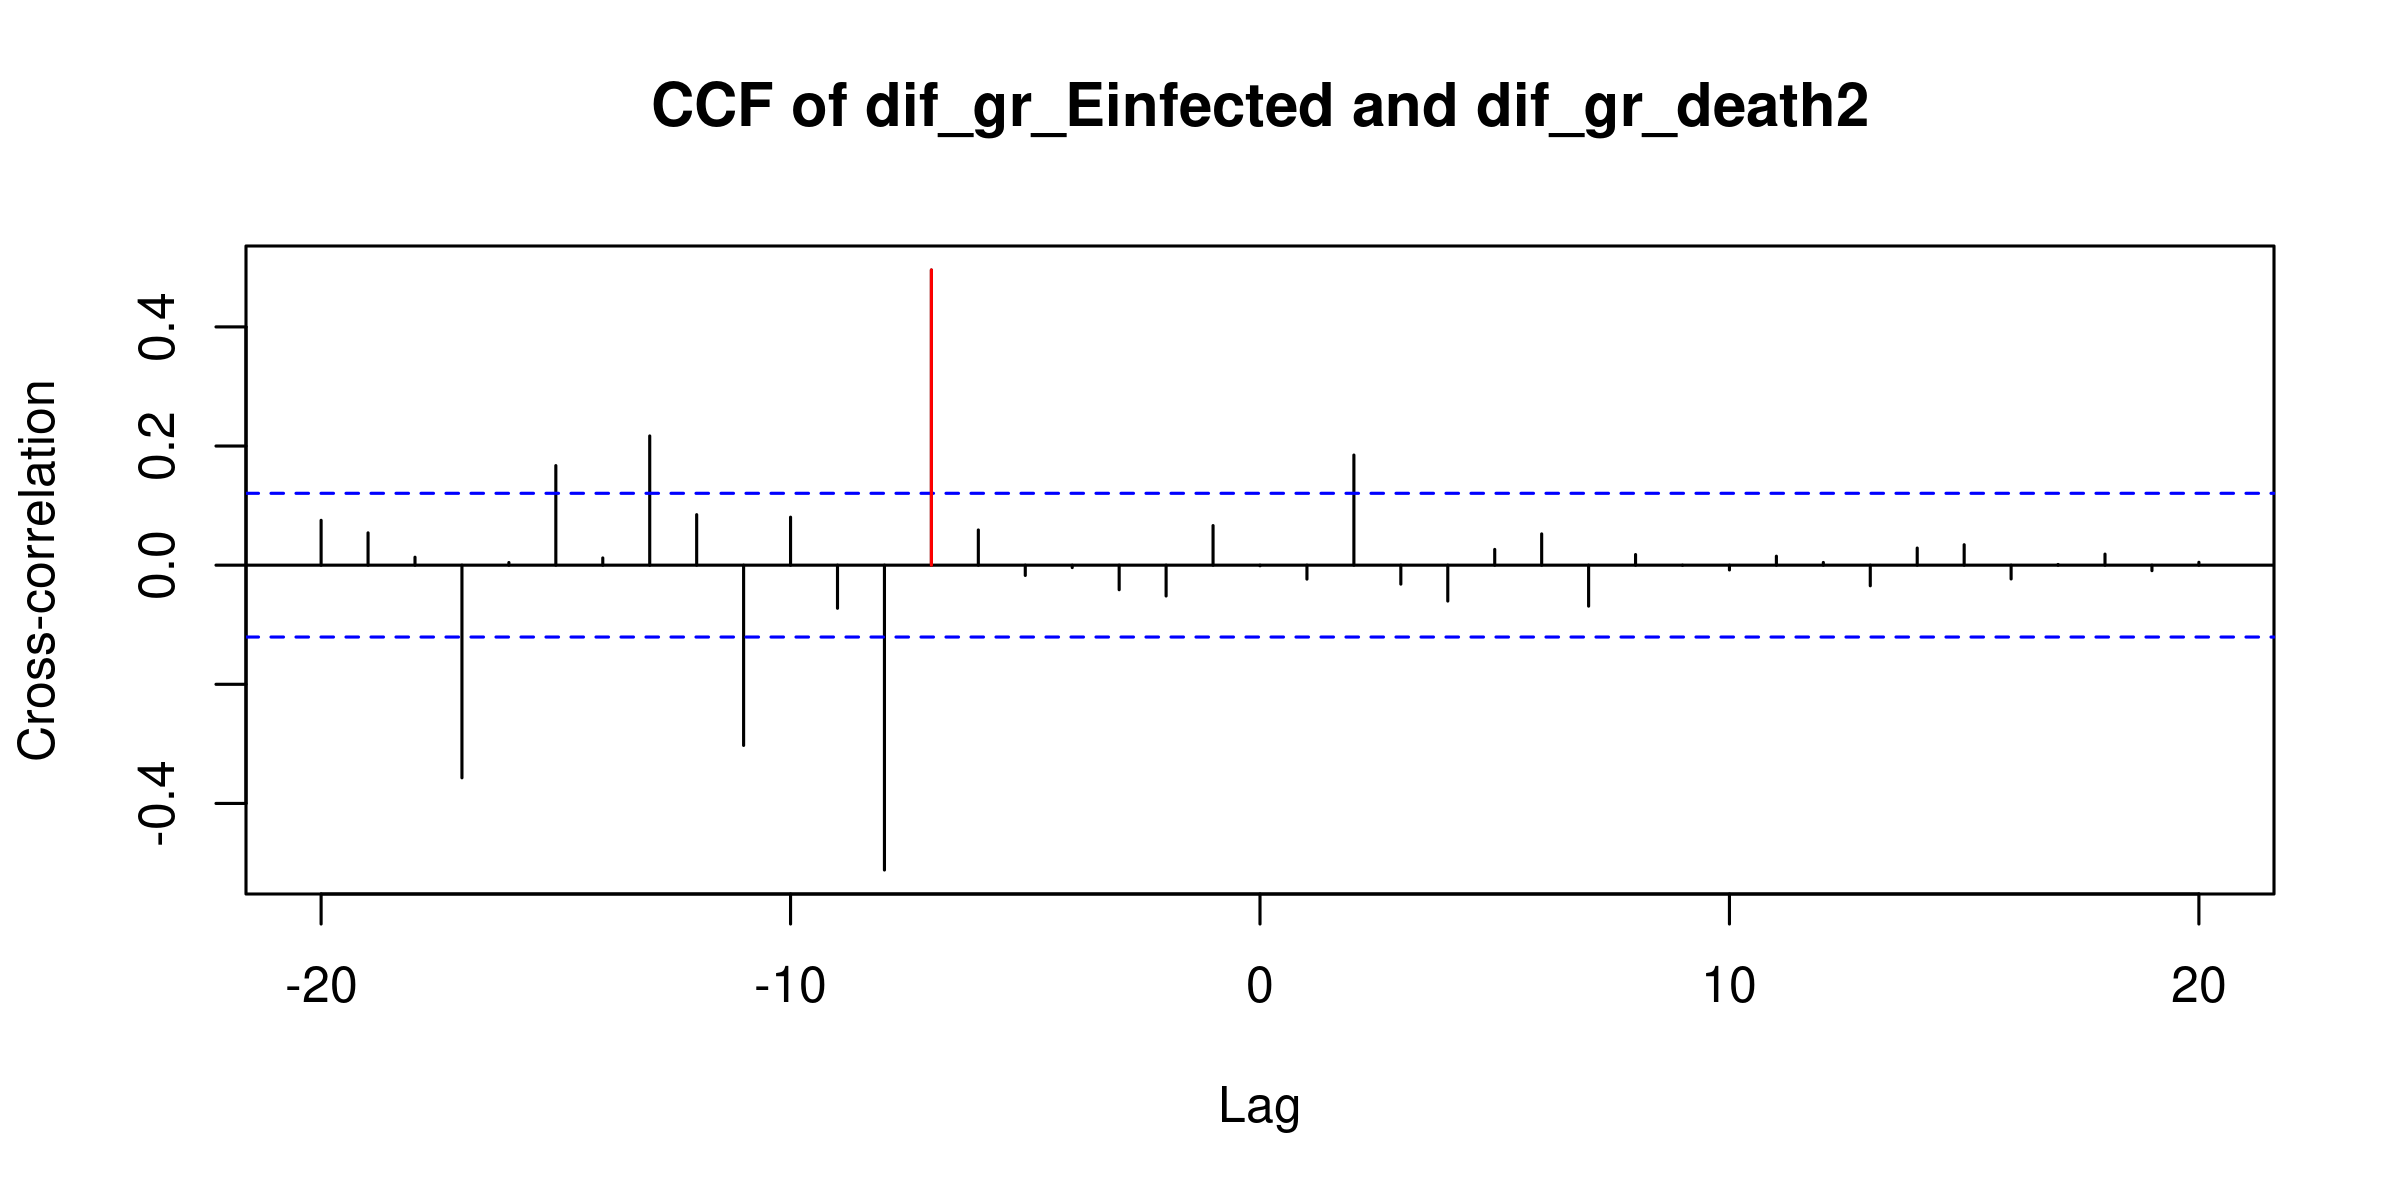 CCF of dif_gr_Einfected and dif_gr_death2
Cross-correlation
0.4
0.2
0.0
-0.4
-20 -10 0 10 20
Lag